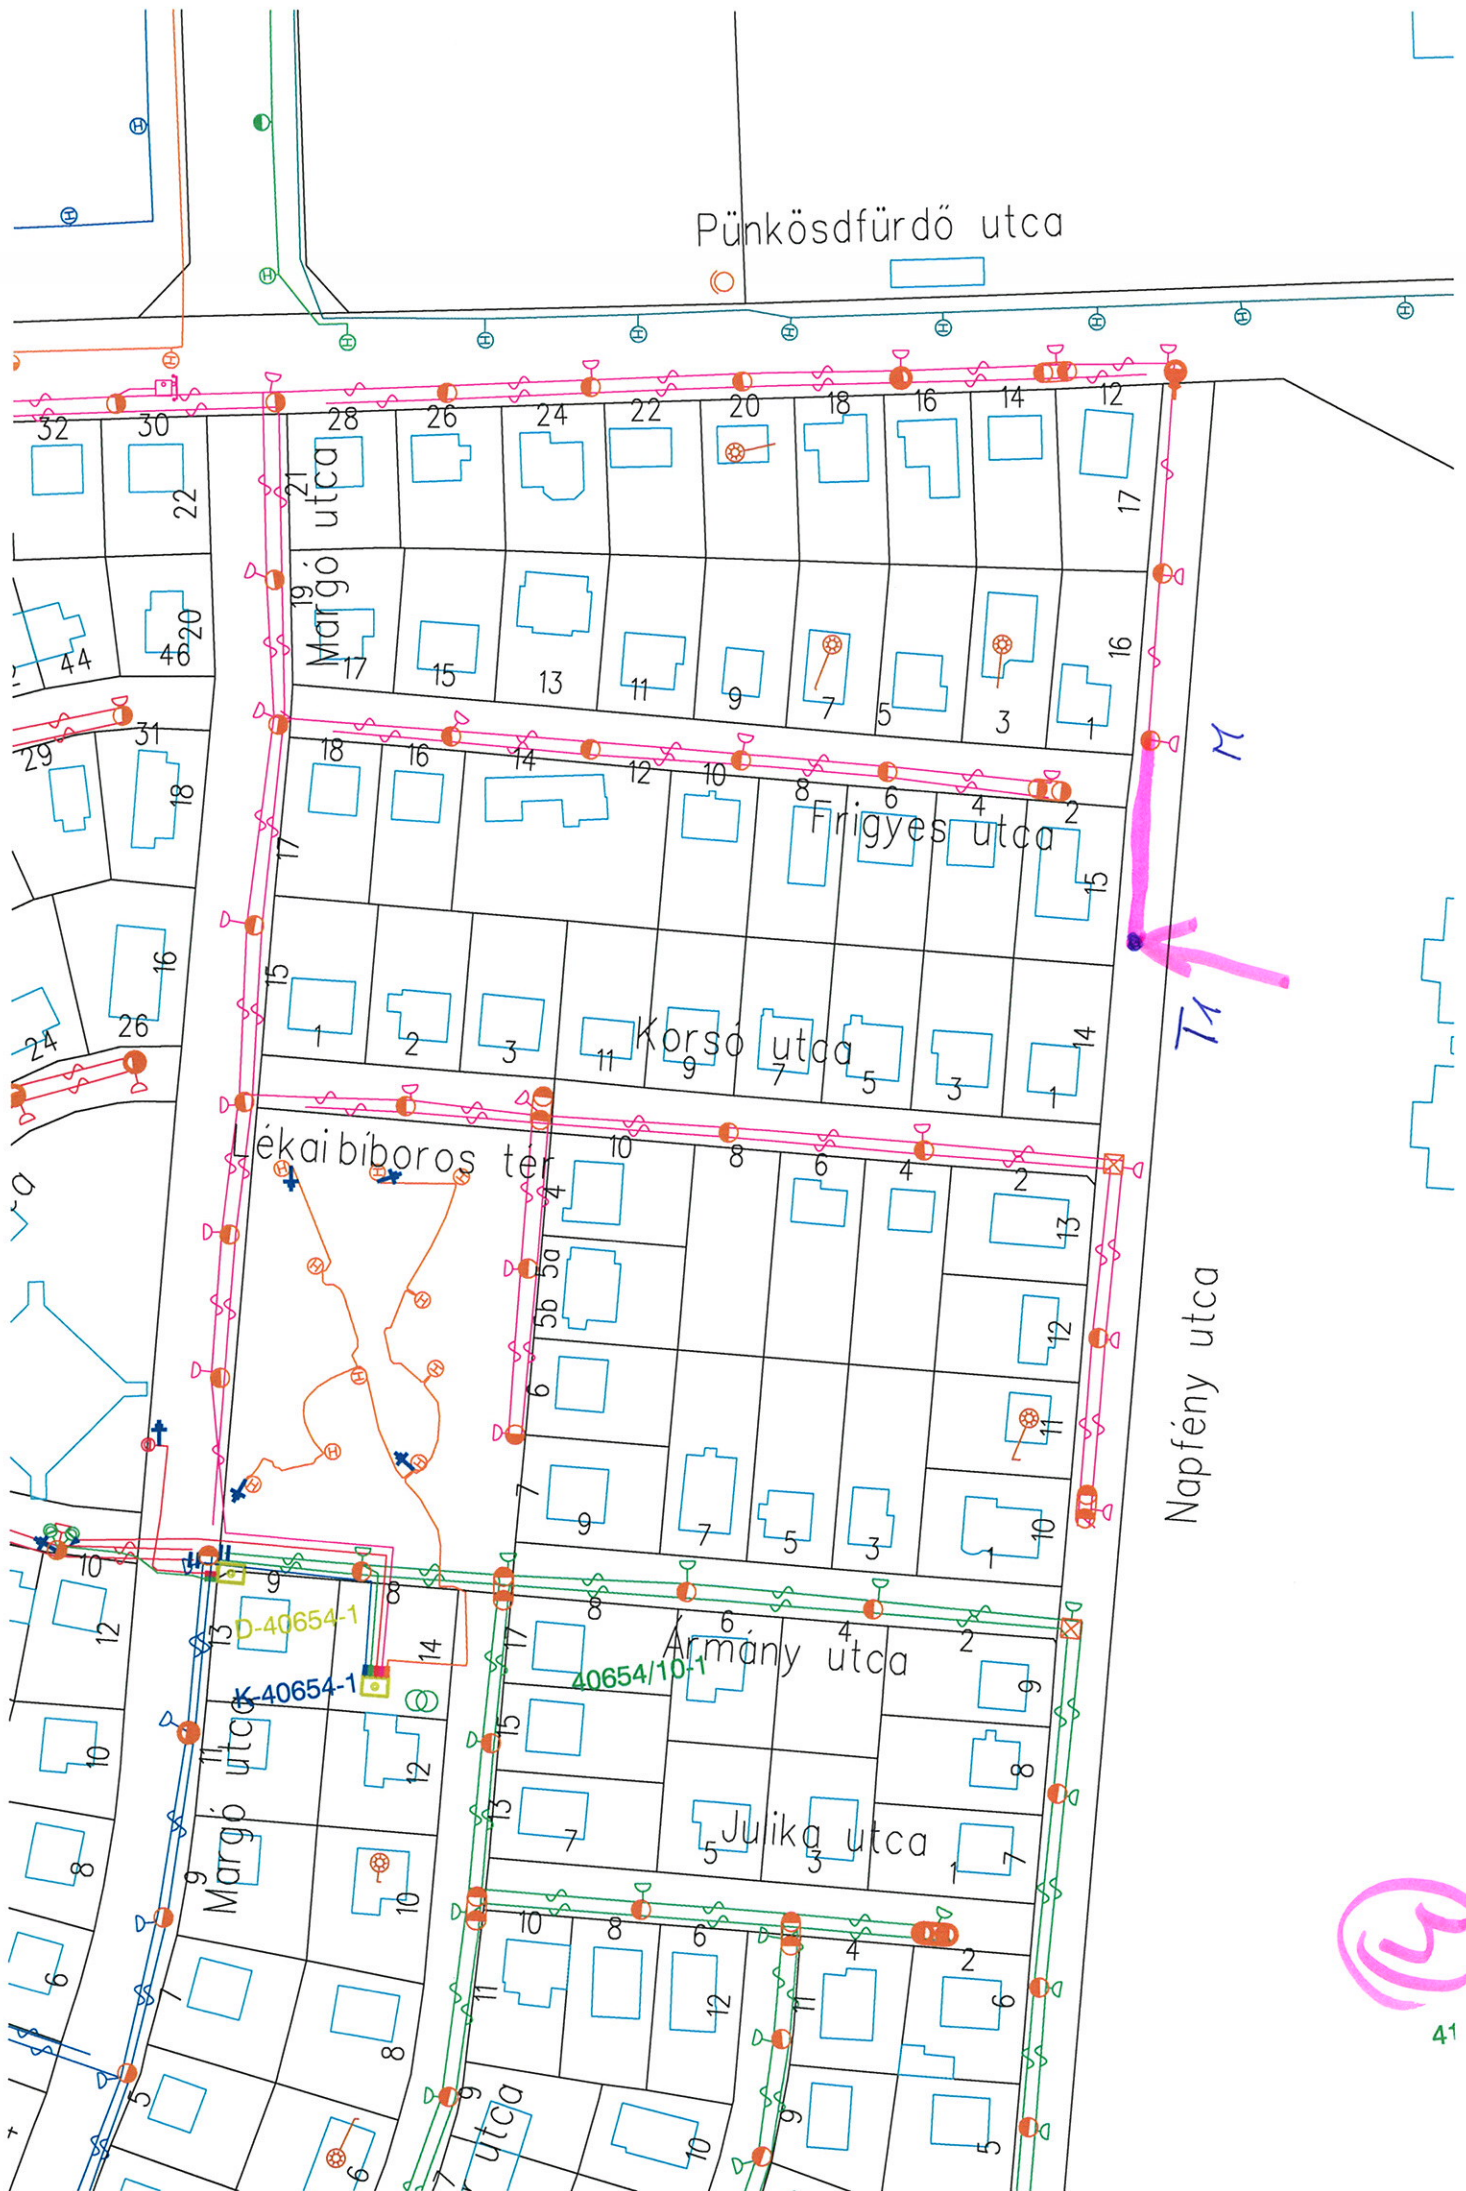 Pünkösdfürdő utca
32 30 28 26 24 22 20 18 16 14 12
22 21 17
Margó utca
19 20 16
44 46 17 15 13 11 9 7 5 3 1
M
29 31 18 16 14 12 10 8 6 4 2
Frigyes utca
18 17 15
16 15
T1
24 26 1 2 3 11 9 7 5 3 1 14
Korsó utca
Lékai bíboros tér
10 8 6 4 2
4 13
5a
5b 12
6 11
Napfény utca
7 9 7 5 3 1 10
10 9 8 8 6 4 2
D-40654-1
12 13 14 17
Ármány utca
40654/10-1
K-40654-1
9
10 11 12 15 8
Margó utca
13 7 5 3 1 7
Julika utca
8 9 10
10 8 6 4 2
6 7 8 11 12 11 6
41
5 6 9 10 9 5
utca
7